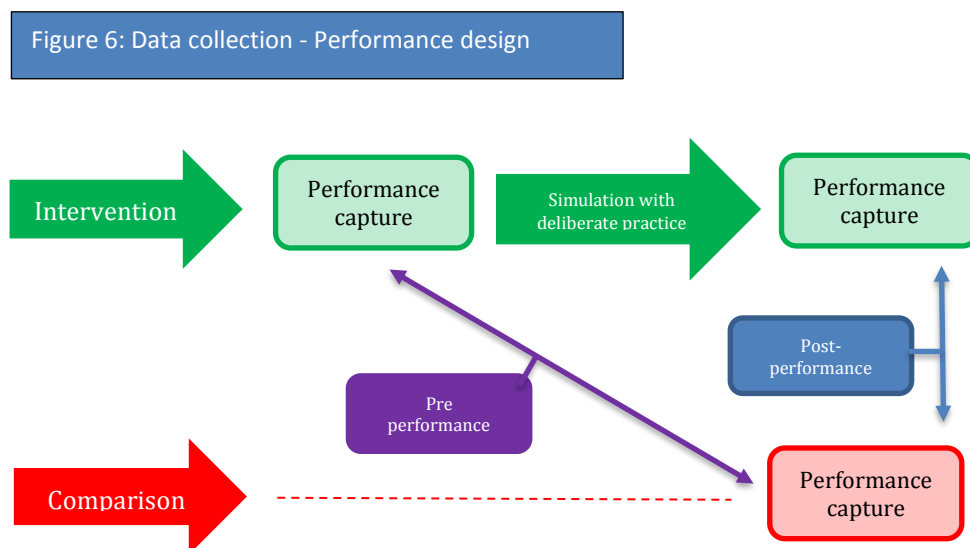 Figure 6: Data collection - Performance design
Intervention
Performance
capture
Simulation with
deliberate practice
Performance
capture
Post-
performance
Pre
performance
Comparison
Performance
capture